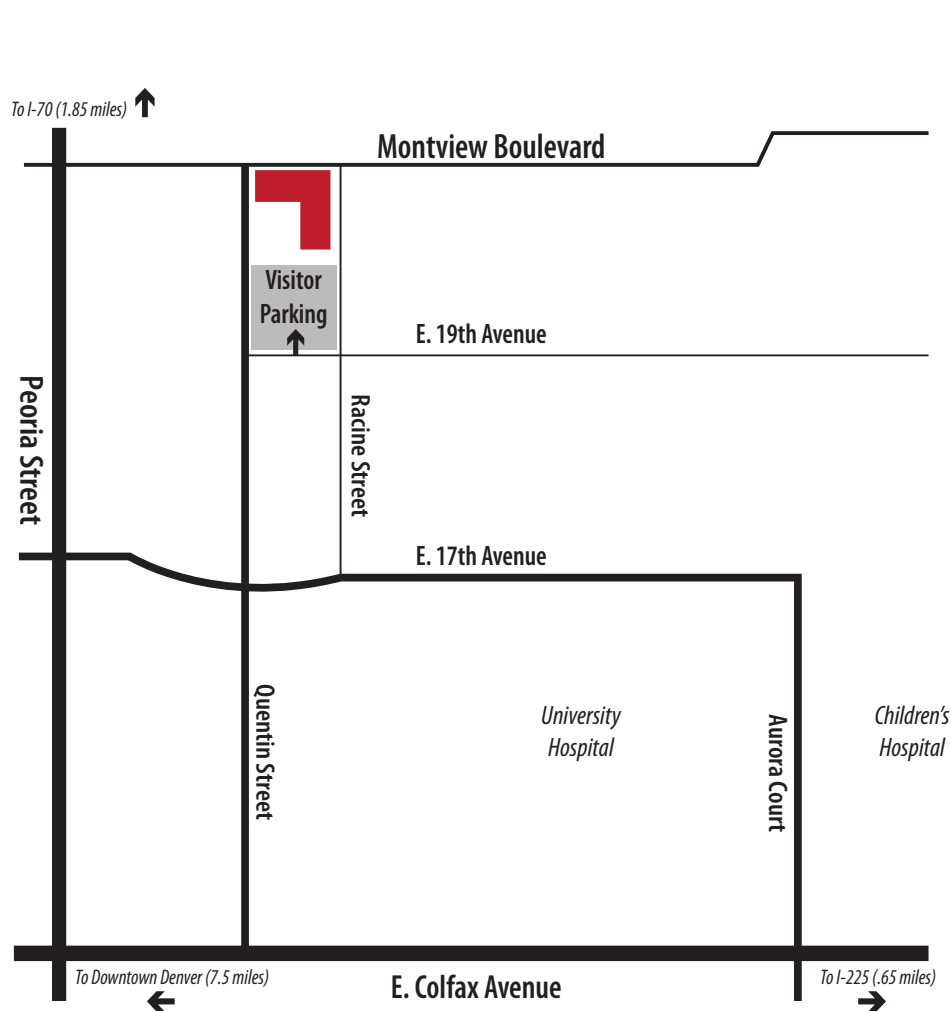 To I-70 (1.85 miles)
Montview Boulevard
Visitor
Parking
E. 19th Avenue
Peoria Street
Racine Street
E. 17th Avenue
Quentin Street
University
Hospital
Aurora Court
Children's
Hospital
To Downtown Denver (7.5 miles)
E. Colfax Avenue
To I-225 (.65 miles)